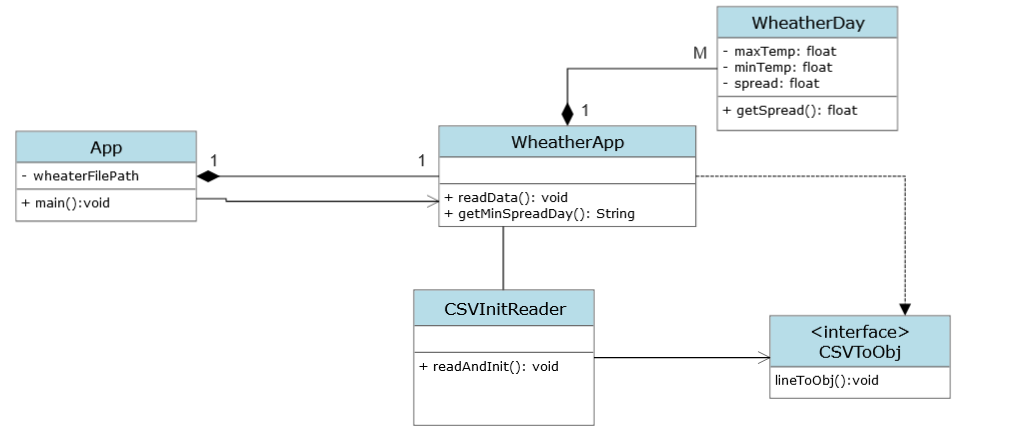 WheatherDay
- maxTemp: float
- minTemp: float
- spread: float
+ getSpread(): float
M
1
App
- wheaterFilePath
+ main():void
1
1
WheatherApp
+ readData(): void
+ getMinSpreadDay(): String
CSVInitReader
+ readAndInit(): void
<interface>
CSVToObj
lineToObj():void